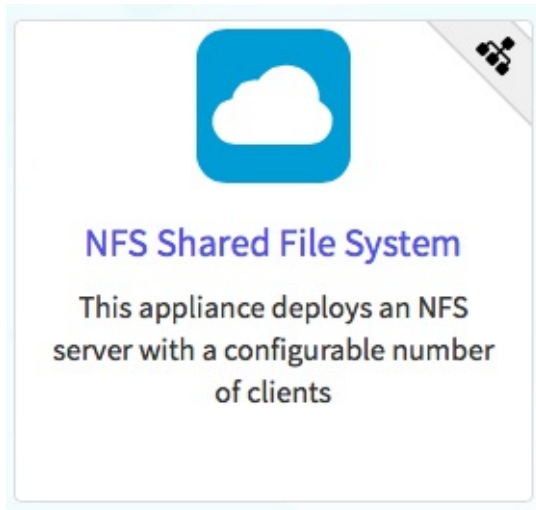 NFS Shared File System
This appliance deploys an NFS
server with a configurable number
of clients